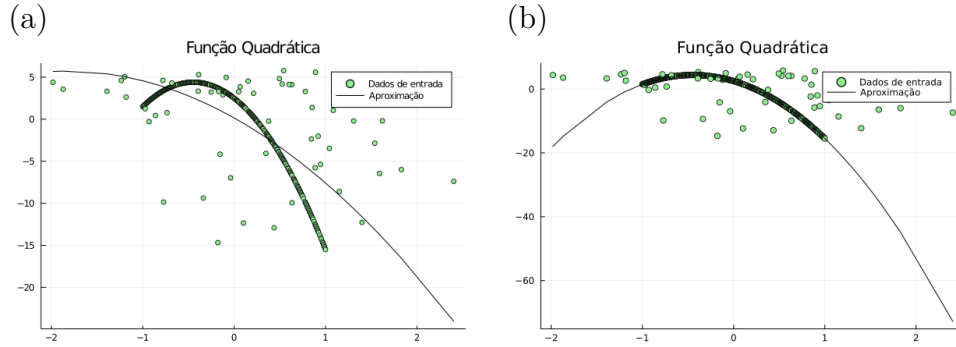 (a)
Função Quadrática
Dados de entrada
Aproximação
5
0
−5
−10
−15
−20
−2
−1
0
1
2
(b)
Função Quadrática
Dados de entrada
Aproximação
0
−20
−40
−60
−2
−1
0
1
2